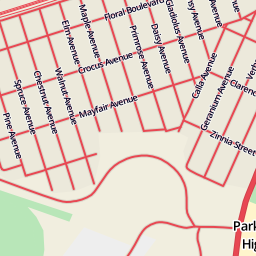 Floral Boulevard
Elm Avenue
Maple Avenue
Primrose Avenue
Daisy Avenue
Gladiolus Avenue
Avenue
Crocus Avenue
Mayfair Avenue
Walnut Avenue
Chestnut Avenue
Spruce Avenue
Pine Avenue
Calla Avenue
Geranium Avenue
Zinnia Street
Park
Hig